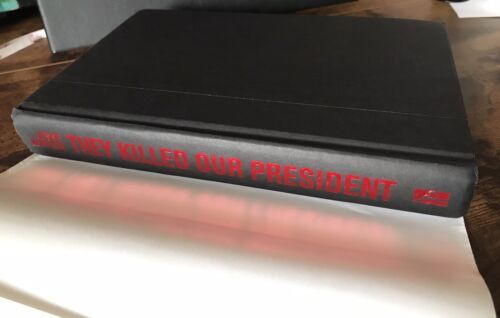 THEY KILLED OUR PRESIDENT